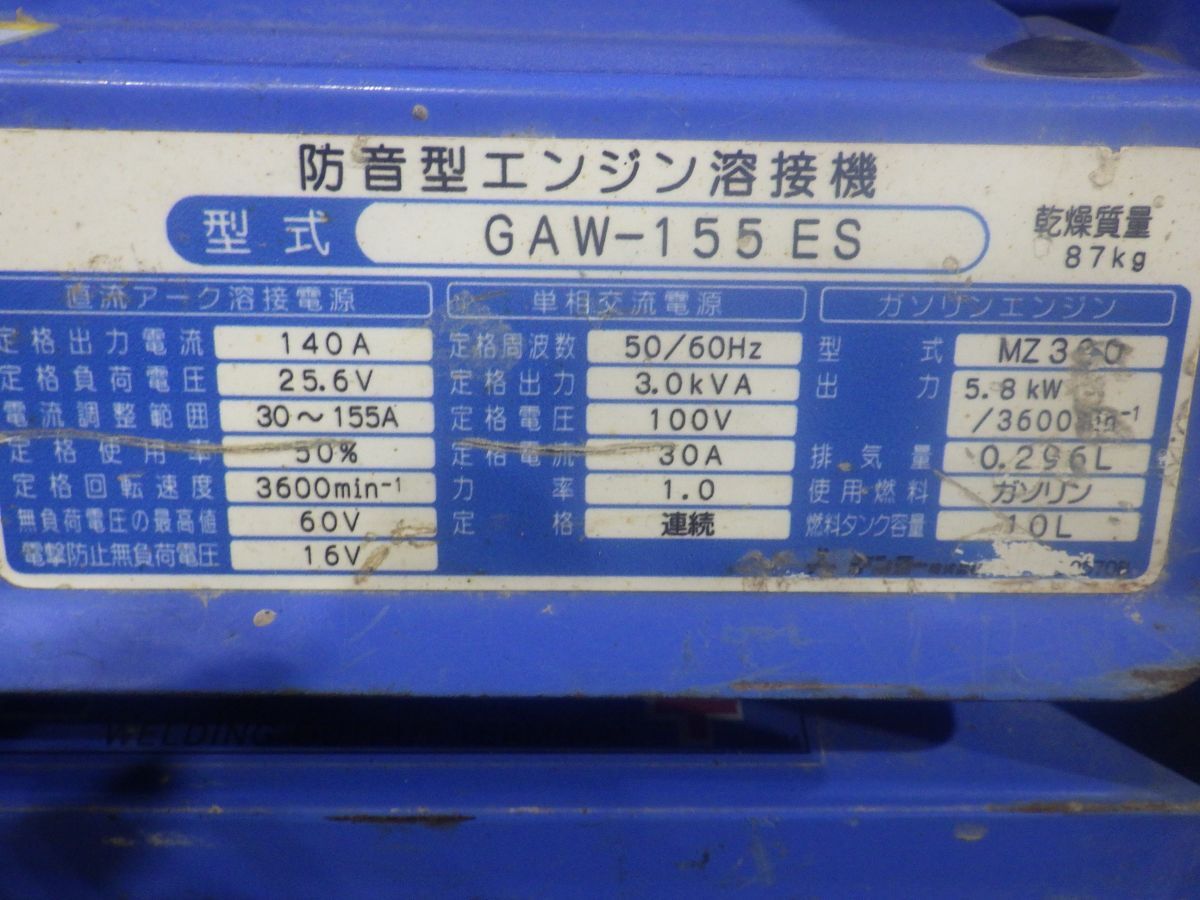 防音型エンジン溶接機
型式 GAW-155ES
乾燥質量
87kg
直流アーク溶接電源
定格出力電流 140A
定格負荷電圧 25.6V
電流調整範囲 30～155A
定格使用率 50%
定格回転速度 3600min-1
無負荷電圧の最高値 60V
電撃防止無負荷電圧 16V
単相交流電源
定格周波数 50/60Hz
定格出力 3.0kVA
定格電圧 100V
定格電流 30A
力率 1.0
定格 連続
ガソリンエンジン
型式 MZ300
出力 5.8kW
/3600min-1
排気量 0.296L
使用燃料 ガソリン
燃料タンク容量 10L
WELDING